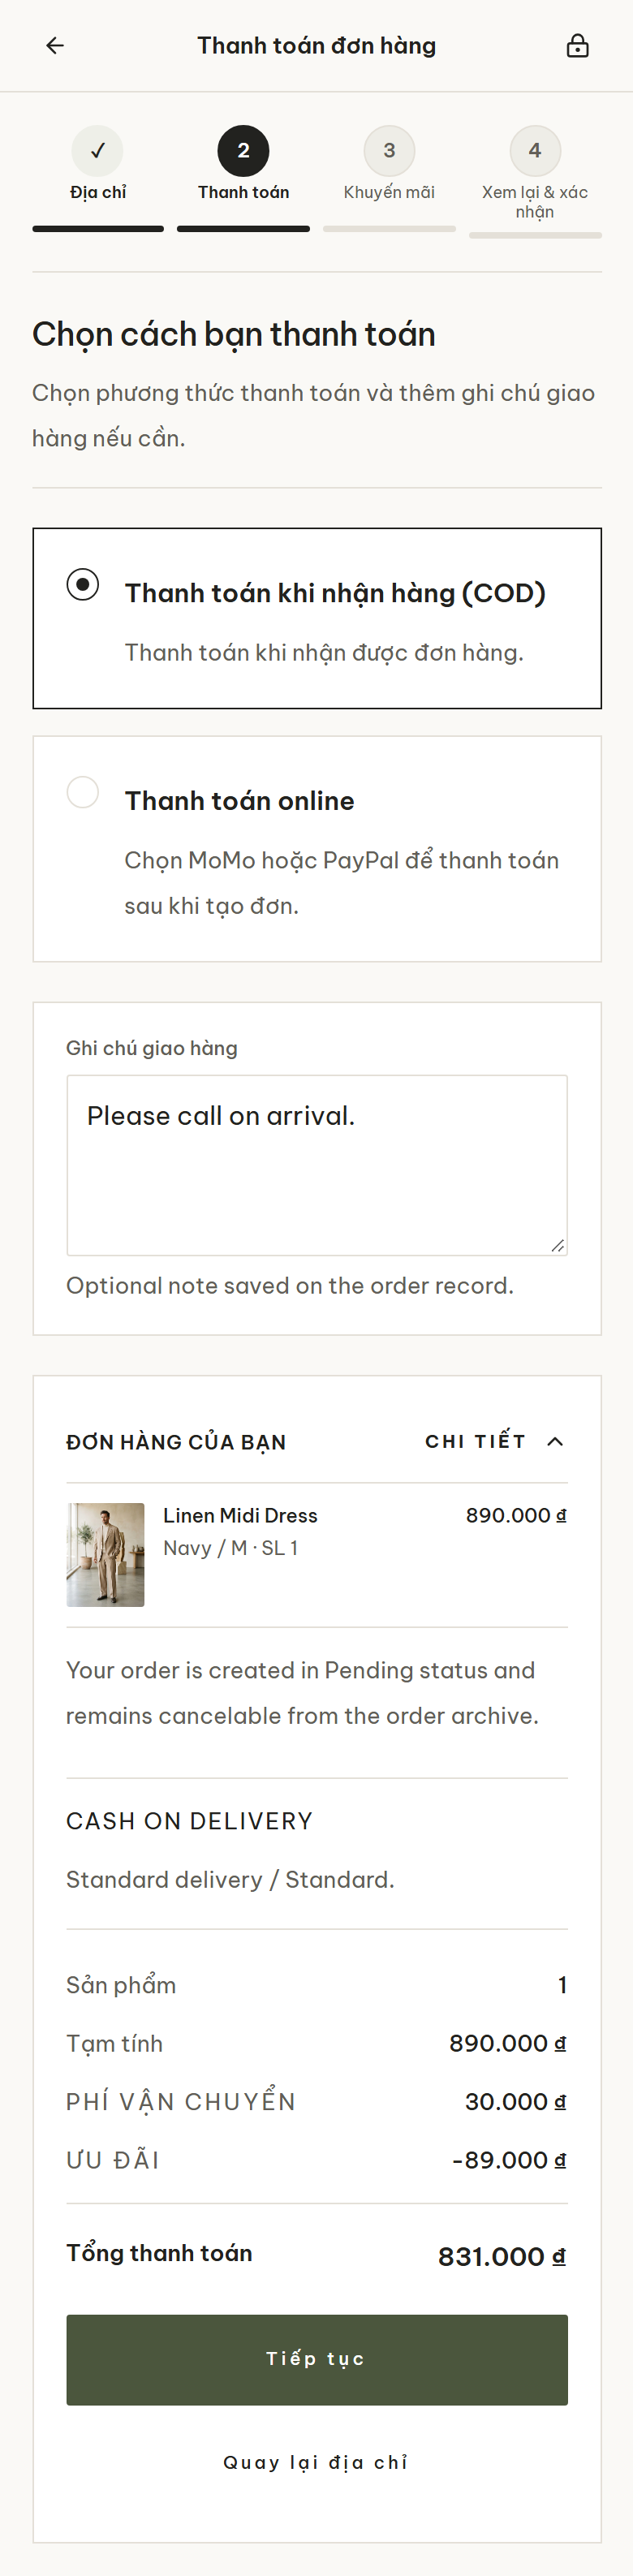 Thanh toán đơn hàng
✓ 2 3 4
Địa chỉ Thanh toán Khuyến mãi Xem lại & xác
nhận
Chọn cách bạn thanh toán
Chọn phương thức thanh toán và thêm ghi chú giao
hàng nếu cần.
Thanh toán khi nhận hàng (COD)
Thanh toán khi nhận được đơn hàng.
Thanh toán online
Chọn MoMo hoặc PayPal để thanh toán
sau khi tạo đơn.
Ghi chú giao hàng
Please call on arrival.
Optional note saved on the order record.
ĐƠN HÀNG CỦA BẠN CHI TIẾT
Linen Midi Dress 890.000 ₫
Navy / M · SL 1
Your order is created in Pending status and
remains cancelable from the order archive.
CASH ON DELIVERY
Standard delivery / Standard.
Sản phẩm 1
Tạm tính 890.000 ₫
PHÍ VẬN CHUYỂN 30.000 ₫
ƯU ĐÃI -89.000 ₫
Tổng thanh toán 831.000 ₫
Tiếp tục
Quay lại địa chỉ